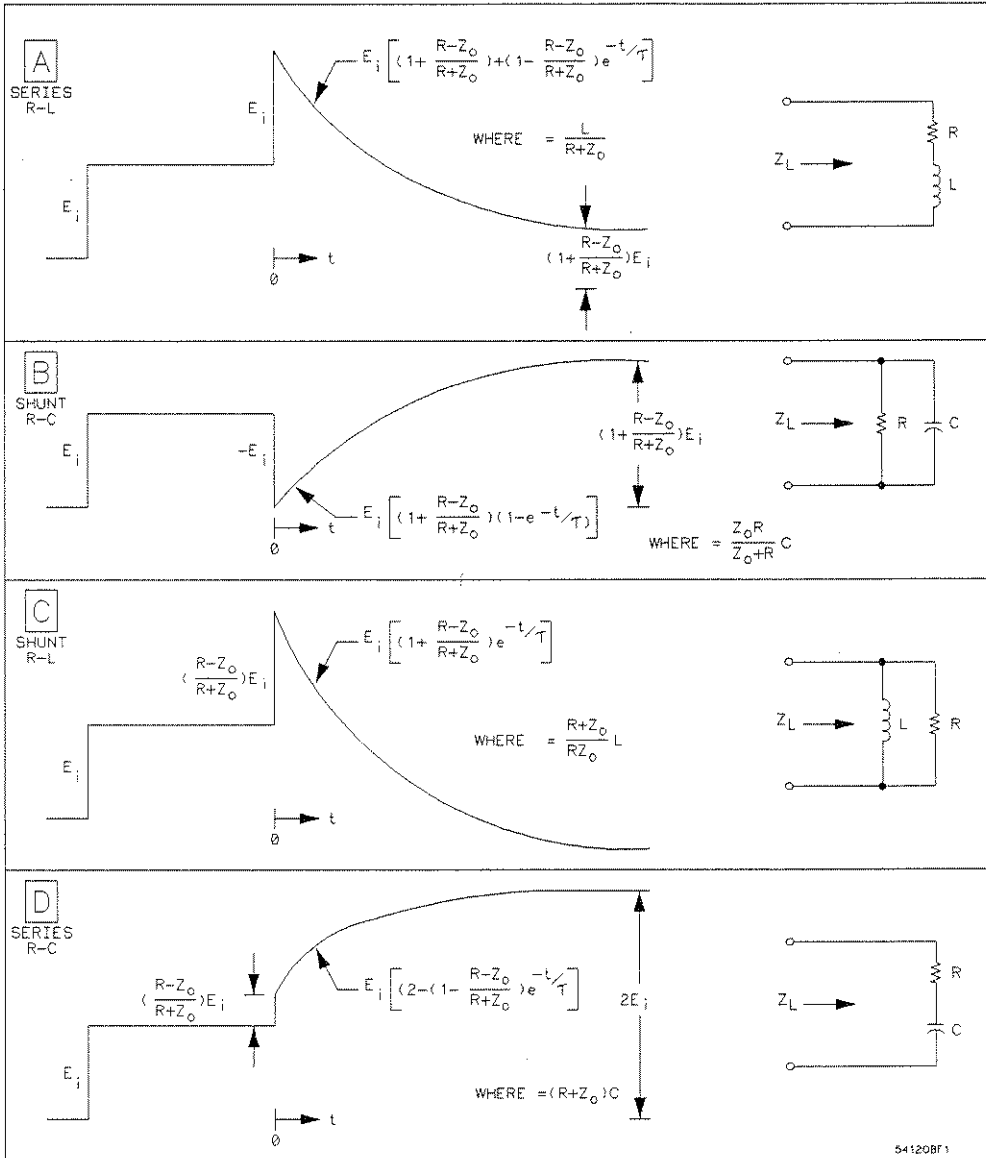 A
SERIES
R-L
E_i
E_i
E_i [(1+ (R-Z_o)/(R+Z_o))+(1- (R-Z_o)/(R+Z_o))e^-t/τ]
WHERE = L/(R+Z_o)
(1+ (R-Z_o)/(R+Z_o))E_i
0
t
Z_L
R
L
B
SHUNT
R-C
E_i
-E_i
E_i [(1+ (R-Z_o)/(R+Z_o))(1-e^-t/τ)]
(1+ (R-Z_o)/(R+Z_o))E_i
WHERE = (Z_oR)/(Z_o+R) C
0
t
Z_L
R
C
C
SHUNT
R-L
((R-Z_o)/(R+Z_o))E_i
E_i
E_i [(1+ (R-Z_o)/(R+Z_o))e^-t/τ]
WHERE = (R+Z_o)/(RZ_o) L
0
t
Z_L
L
R
D
SERIES
R-C
((R-Z_o)/(R+Z_o))E_i
E_i
E_i [(2-(1- (R-Z_o)/(R+Z_o))e^-t/τ]
2E_i
WHERE =(R+Z_o)C
0
t
Z_L
R
C
54120BF1